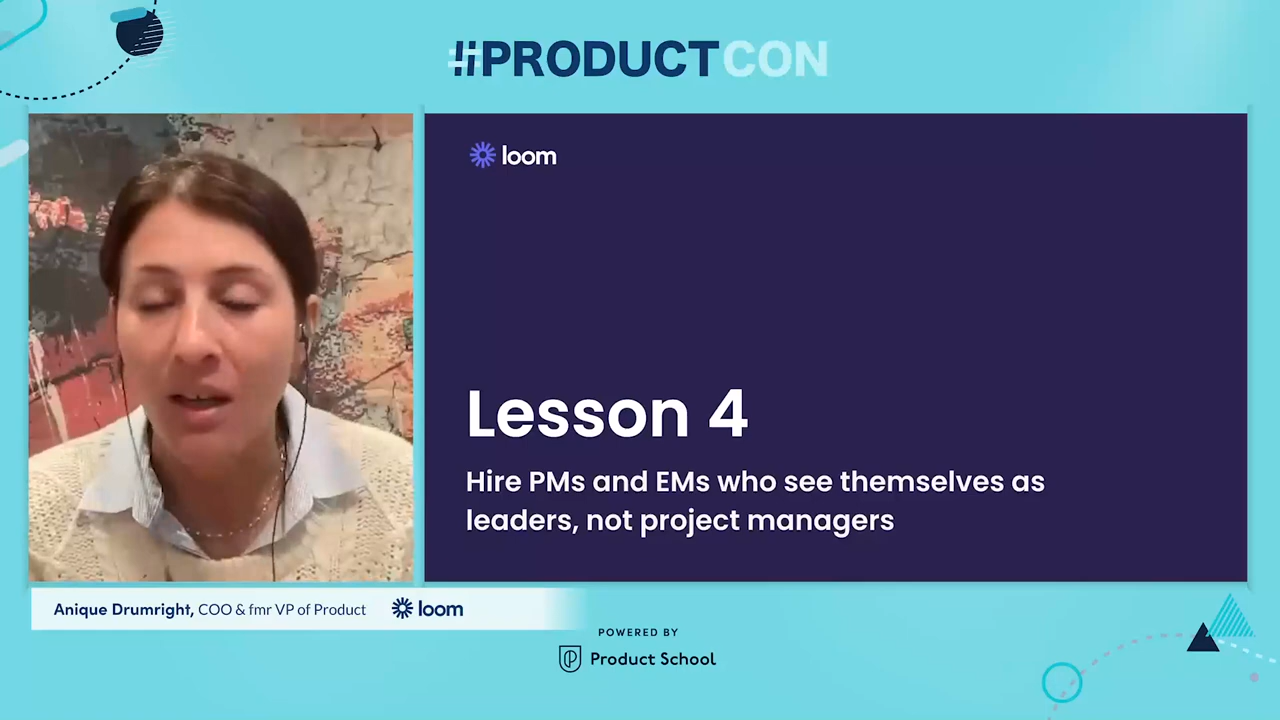 #PRODUCTCON
loom
Lesson 4
Hire PMs and EMs who see themselves as
leaders, not project managers
Anique Drumright, COO & fmr VP of Product
loom
POWERED BY
Product School